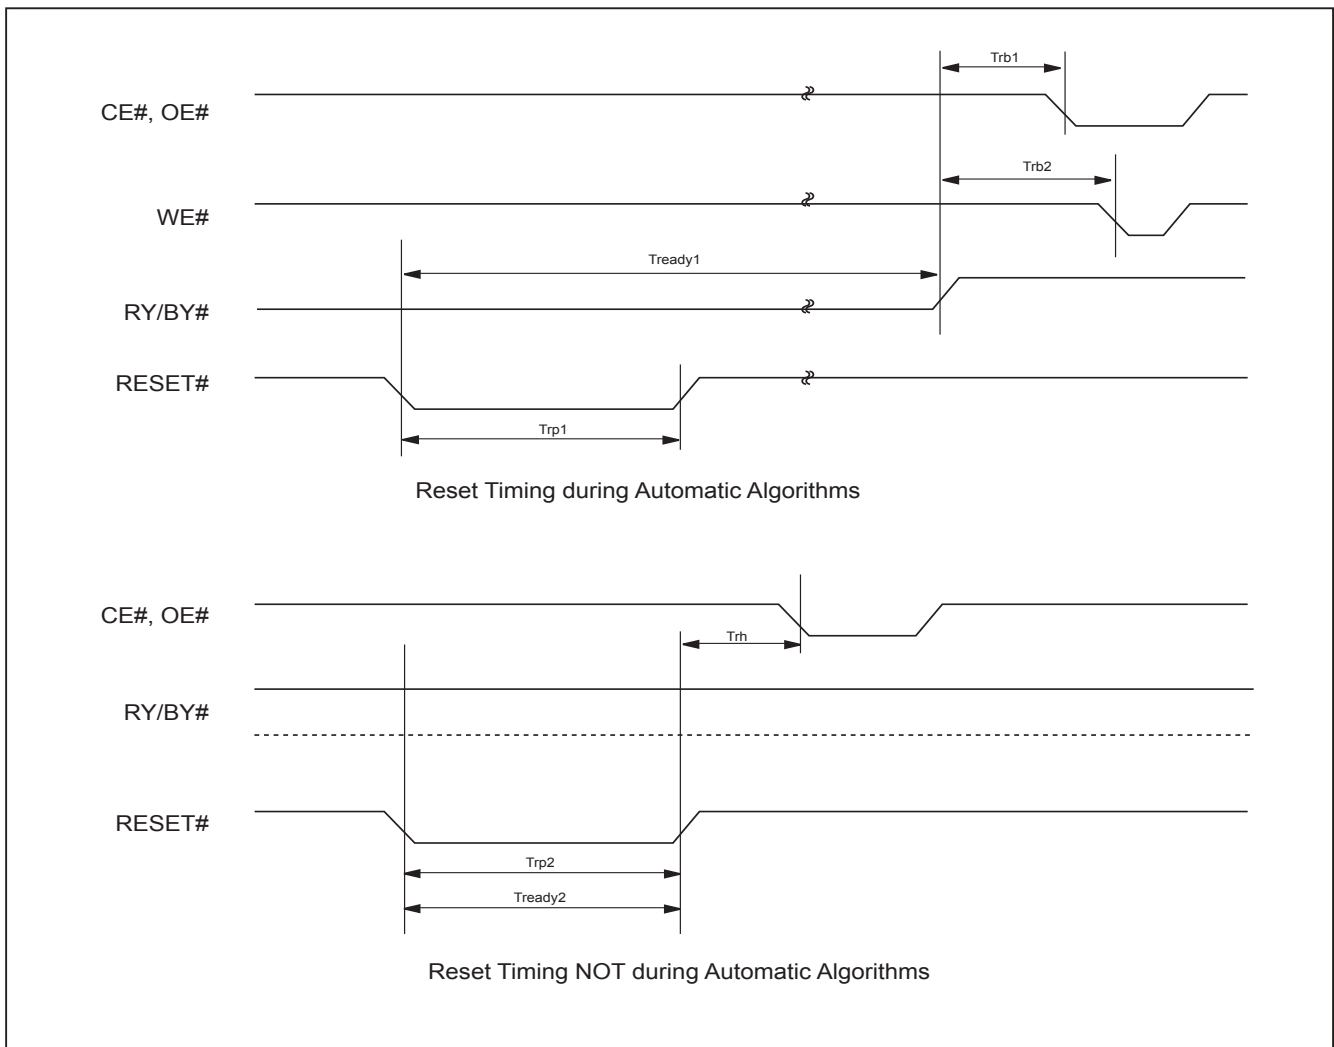 Trb1
CE#, OE#
Trb2
WE#
Tready1
RY/BY#
RESET#
Trp1
Reset Timing during Automatic Algorithms
CE#, OE#
Trh
RY/BY#
RESET#
Trp2
Tready2
Reset Timing NOT during Automatic Algorithms